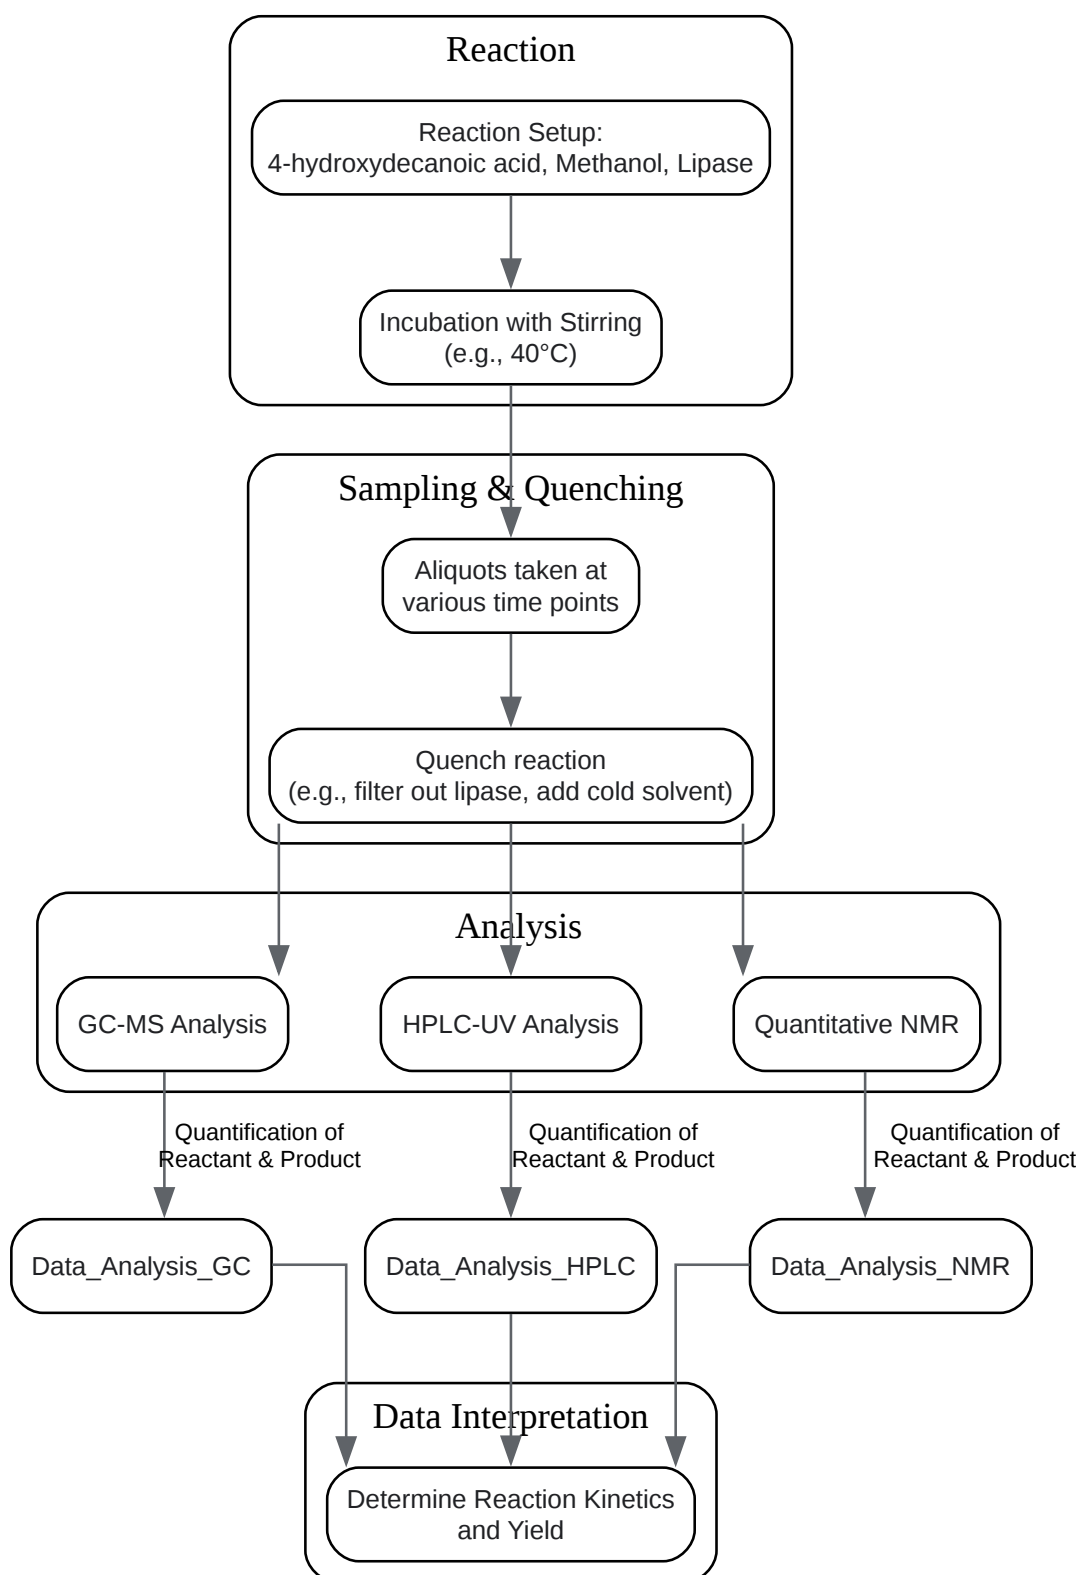 Reaction
Reaction Setup:
4-hydroxydecanoic acid, Methanol, Lipase
Incubation with Stirring
(e.g., 40°C)
Sampling & Quenching
Aliquots taken at
various time points
Quench reaction
(e.g., filter out lipase, add cold solvent)
Analysis
GC-MS Analysis
HPLC-UV Analysis
Quantitative NMR
Quantification of
Reactant & Product
Quantification of
Reactant & Product
Quantification of
Reactant & Product
Data_Analysis_GC
Data_Analysis_HPLC
Data_Analysis_NMR
Data Interpretation
Determine Reaction Kinetics
and Yield